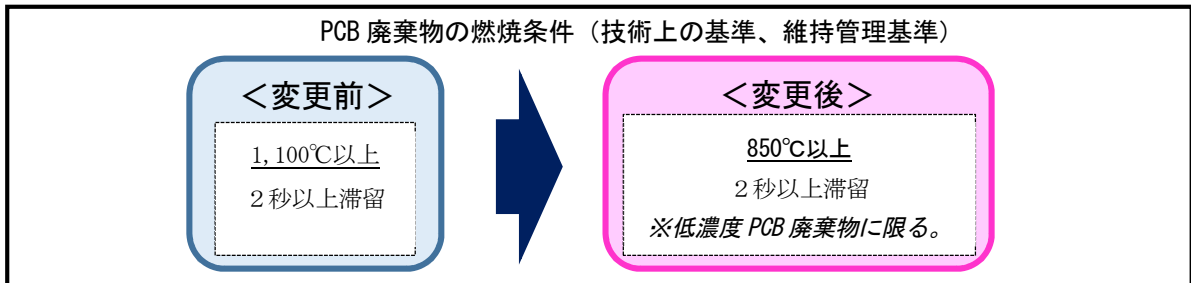 PCB 廃棄物の燃焼条件（技術上の基準、維持管理基準）
＜変更前＞
1,100℃以上
２秒以上滞留
＜変更後＞
850℃以上
２秒以上滞留
※低濃度 PCB 廃棄物に限る。